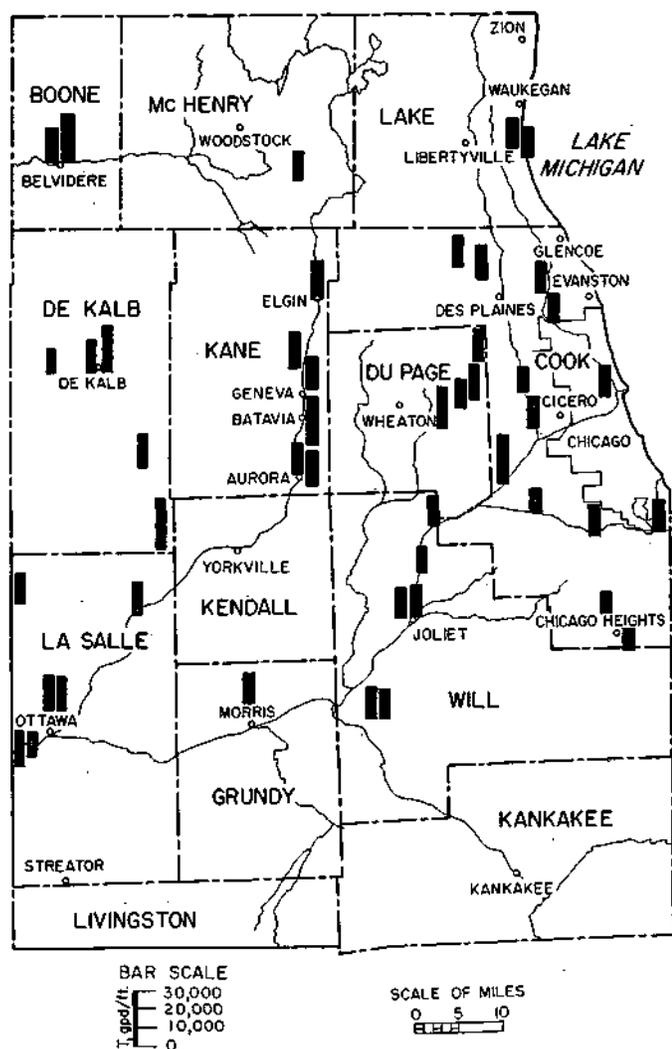 ZION
BOONE
Mc HENRY
WAUKEGAN
LAKE
WOODSTOCK
LIBERTYVILLE
LAKE
MICHIGAN
BELVIDERE
GLENCOE
EVANSTON
ELGIN
DES PLAINES
DE KALB
KANE
DU PAGE
COOK
DE KALB
GENEVA
BATAVIA
WHEATON
CICERO
CHICAGO
AURORA
YORKVILLE
KENDALL
LA SALLE
CHICAGO HEIGHTS
JOLIET
WILL
OTTAWA
MORRIS
GRUNDY
KANKAKEE
STREATOR
KANKAKEE
LIVINGSTON
BAR SCALE
T, gpd/ft.
30,000
20,000
10,000
0
SCALE OF MILES
0 5 10